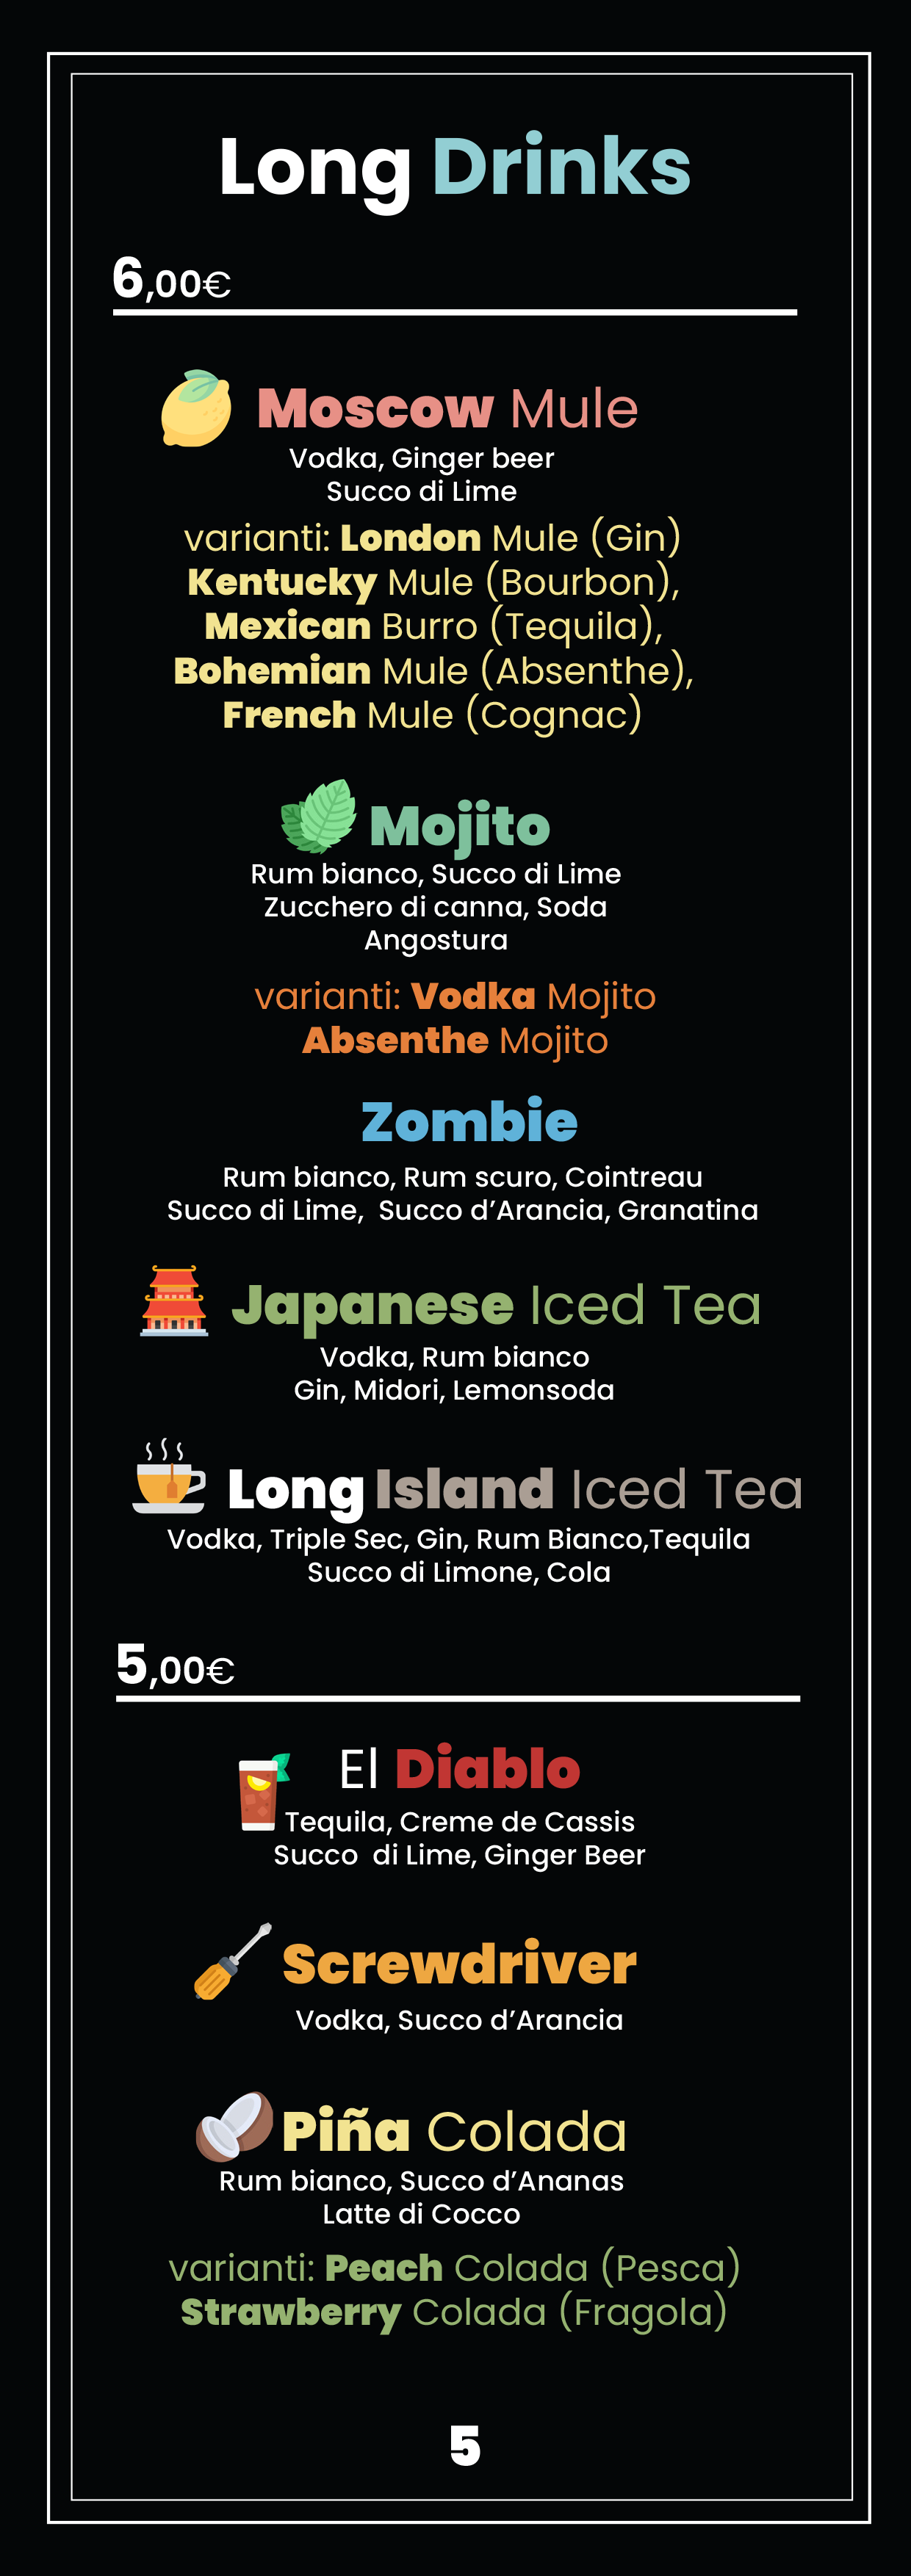 Long Drinks
6,00€
Moscow Mule
Vodka, Ginger beer
Succo di Lime
varianti: London Mule (Gin)
Kentucky Mule (Bourbon),
Mexican Burro (Tequila),
Bohemian Mule (Absenthe),
French Mule (Cognac)
Mojito
Rum bianco, Succo di Lime
Zucchero di canna, Soda
Angostura
varianti: Vodka Mojito
Absenthe Mojito
Zombie
Rum bianco, Rum scuro, Cointreau
Succo di Lime,  Succo d’Arancia, Granatina
Japanese Iced Tea
Vodka, Rum bianco
Gin, Midori, Lemonsoda
Long Island Iced Tea
Vodka, Triple Sec, Gin, Rum Bianco,Tequila
Succo di Limone, Cola
5,00€
El Diablo
Tequila, Creme de Cassis
Succo  di Lime, Ginger Beer
Screwdriver
Vodka, Succo d’Arancia
Piña Colada
Rum bianco, Succo d’Ananas
Latte di Cocco
varianti: Peach Colada (Pesca)
Strawberry Colada (Fragola)
5